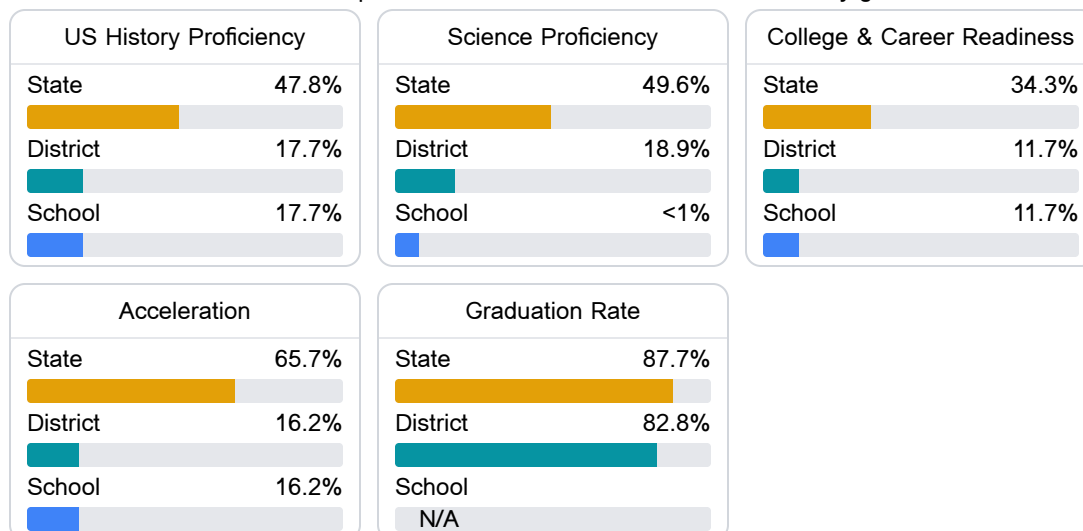 US History Proficiency
State 47.8%
District 17.7%
School 17.7%
Science Proficiency
State 49.6%
District 18.9%
School <1%
College & Career Readiness
State 34.3%
District 11.7%
School 11.7%
Acceleration
State 65.7%
District 16.2%
School 16.2%
Graduation Rate
State 87.7%
District 82.8%
School
N/A